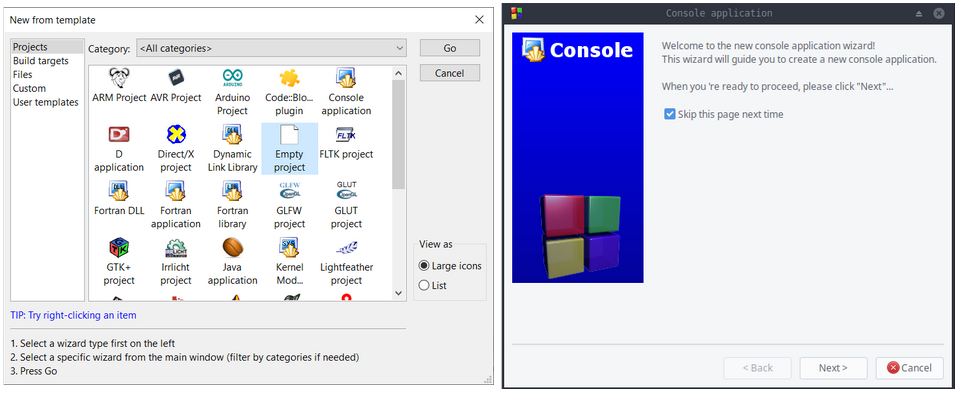 New from template
Projects
Build targets
Files
Custom
User templates
Category: <All categories>
Go
Cancel
ARM Project
AVR Project
Arduino
Project
Code::Blo...
plugin
Console
application
D
application
Direct/X
project
Dynamic
Link Library
Empty
project
FLTK project
Fortran DLL
Fortran
application
Fortran
library
GLFW
project
GLUT
project
GTK+
project
Irrlicht
project
Java
application
Kernel
Mod...
Lightfeather
project
View as
Large icons
List
TIP: Try right-clicking an item
1. Select a wizard type first on the left
2. Select a specific wizard from the main window (filter by categories if needed)
3. Press Go
Console application
Console
Welcome to the new console application wizard!
This wizard will guide you to create a new console application.
When you 're ready to proceed, please click "Next"...
Skip this page next time
< Back
Next >
Cancel